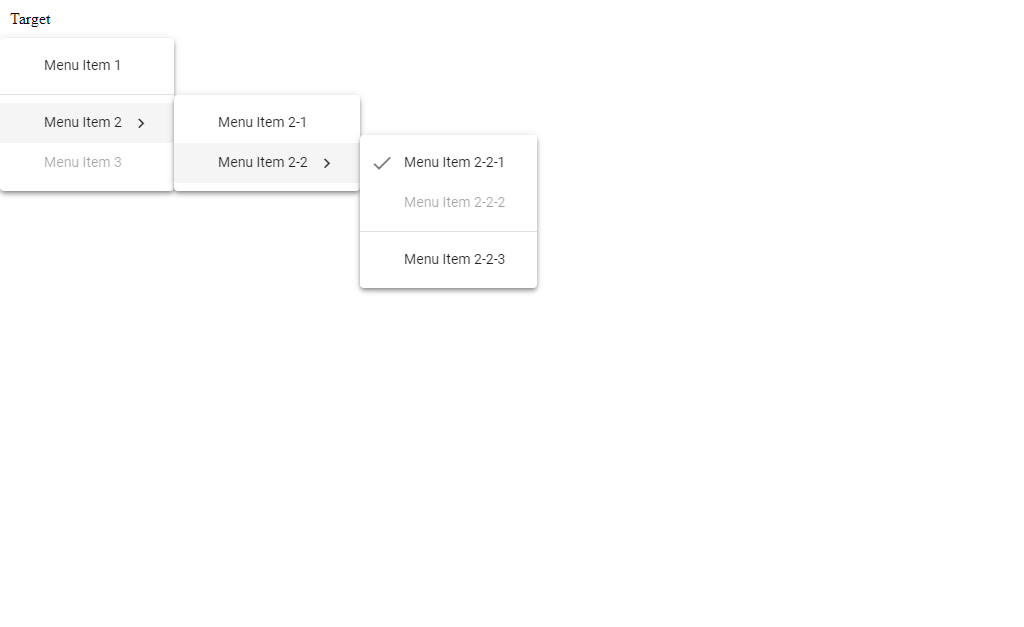 Target
Menu Item 1
Menu Item 2
Menu Item 3
Menu Item 2-1
Menu Item 2-2
Menu Item 2-2-1
Menu Item 2-2-2
Menu Item 2-2-3